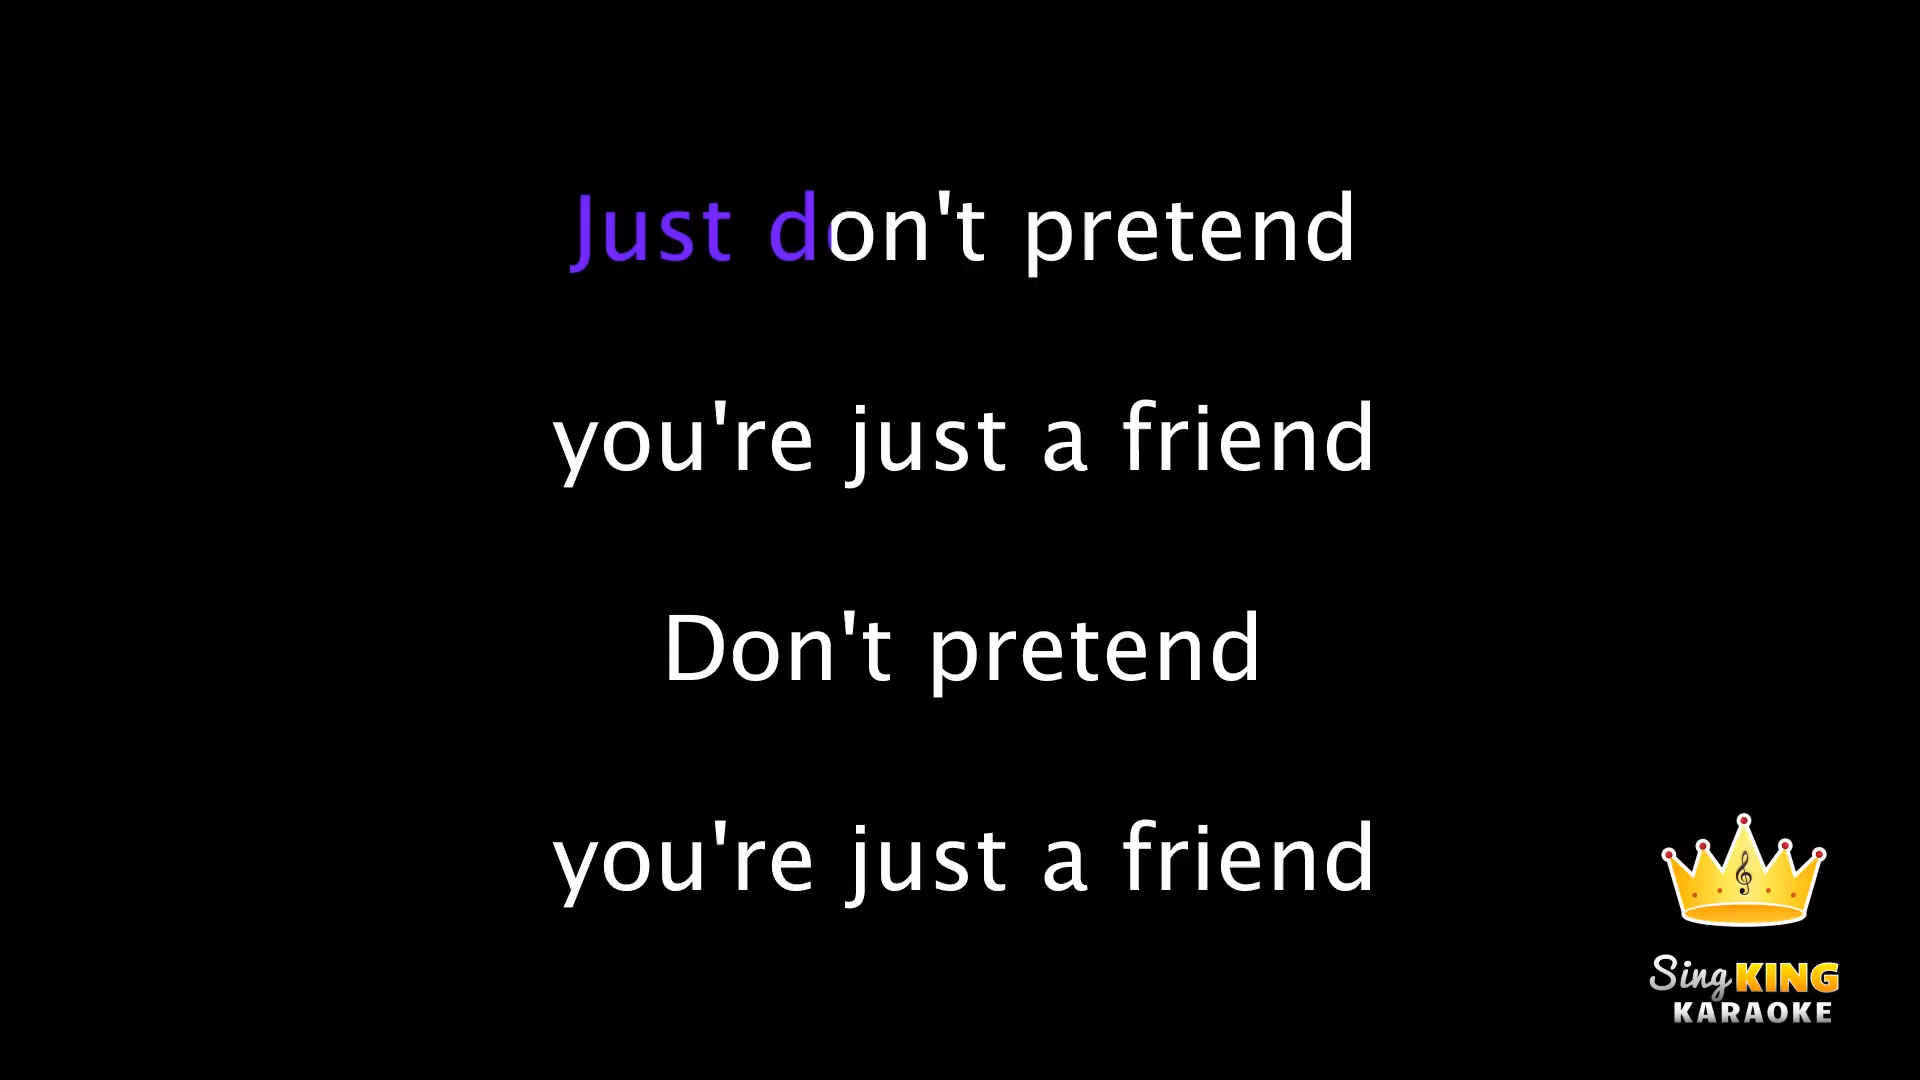 Just don't pretend
you're just a friend
Don't pretend
you're just a friend
Sing KING
KARAOKE